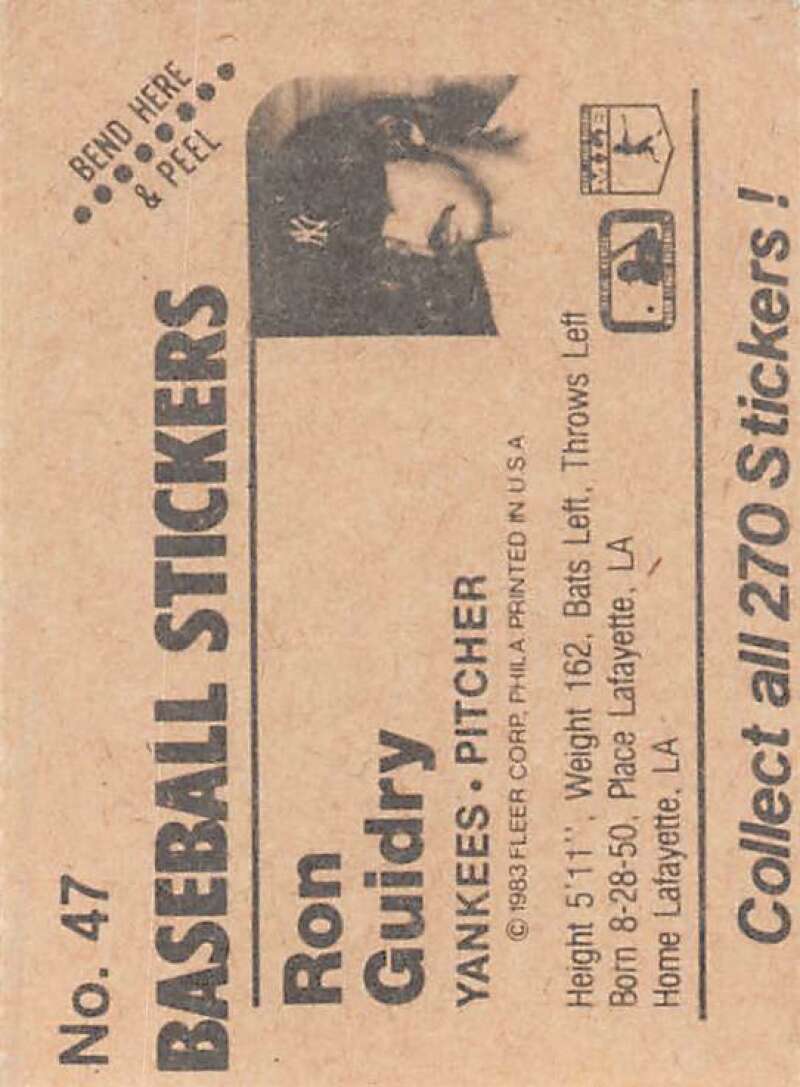 No. 47
BEND HERE
& PEEL
BASEBALL STICKERS
Ron
Guidry
YANKEES • PITCHER
© 1983 FLEER CORP, PHILA PRINTED IN U S A
Height 5'11'', Weight 162, Bats Left, Throws Left
Born 8-28-50, Place Lafayette, LA
Home Lafayette, LA
Collect all 270 Stickers!